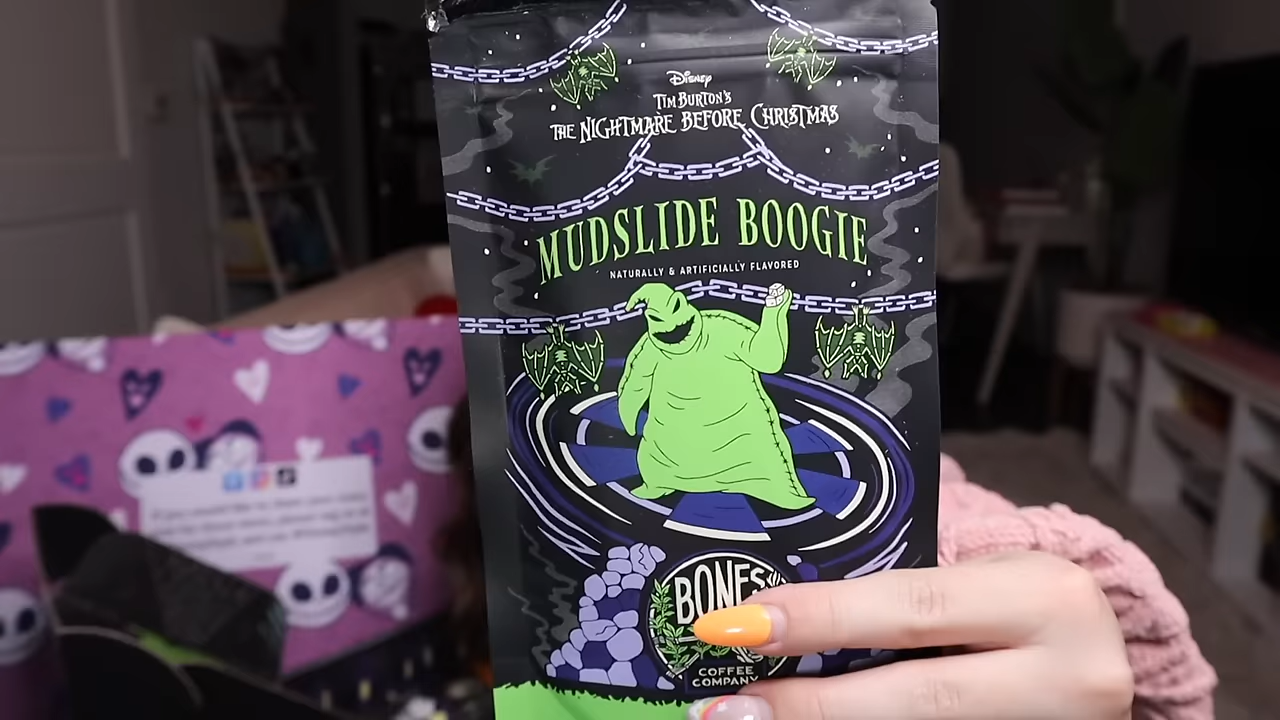 Disney
TIM BURTON'S
THE NIGHTMARE BEFORE CHRISTMAS
MUDSLIDE BOOGIE
NATURALLY & ARTIFICIALLY FLAVORED
BONES
COFFEE
COMPANY